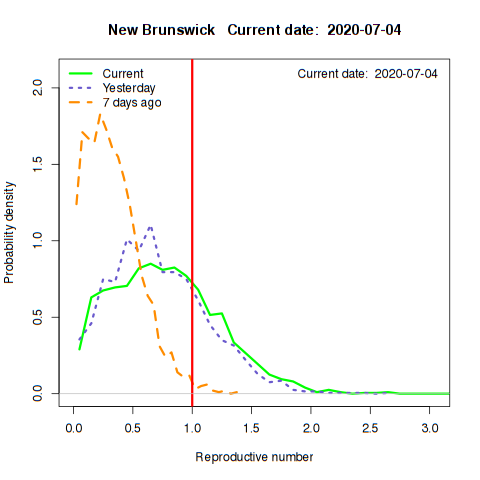 New Brunswick   Current date:  2020-07-04
Current
Yesterday
7 days ago
Current date:  2020-07-04
Probability density
2.0
1.5
1.0
0.5
0.0
0.0 0.5 1.0 1.5 2.0 2.5 3.0
Reproductive number